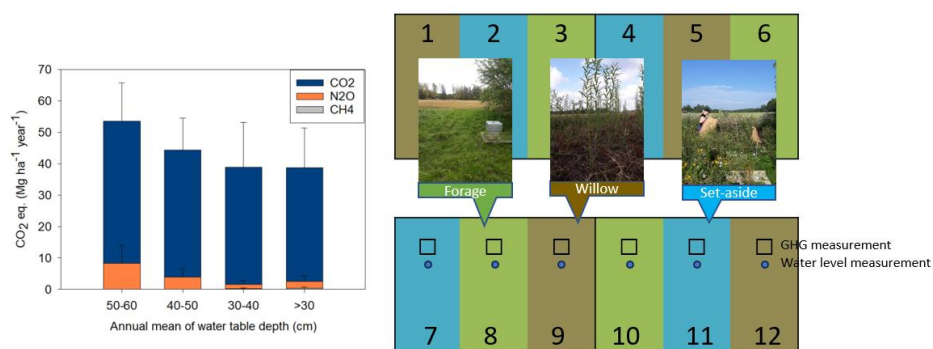 70
60
50
40
30
20
10
0
CO2 eq. (Mg ha-1 year-1)
CO2
N2O
CH4
50-60 40-50 30-40 >30
Annual mean of water table depth (cm)
1 2 3 4 5 6
Forage Willow Set-aside
GHG measurement
Water level measurement
7 8 9 10 11 12